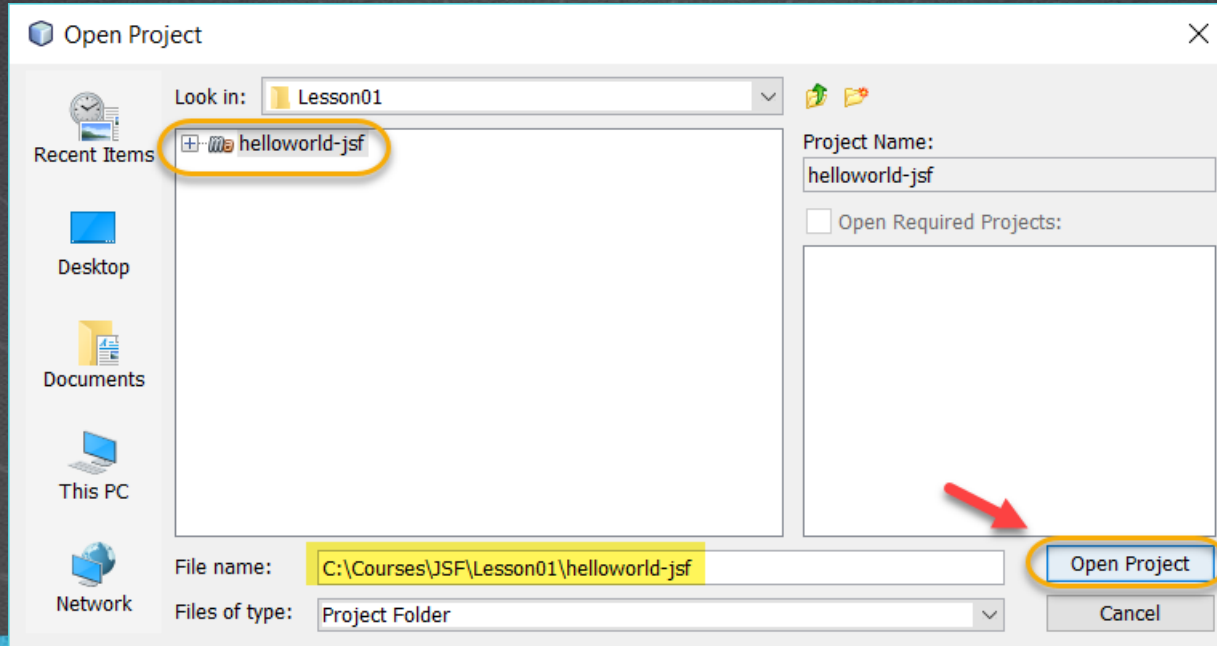 Open Project
Look in:
Lesson01
Recent Items
Desktop
Documents
This PC
Network
helloworld-jsf
Project Name:
helloworld-jsf
Open Required Projects:
File name:
C:\Courses\JSF\Lesson01\helloworld-jsf
Files of type:
Project Folder
Open Project
Cancel